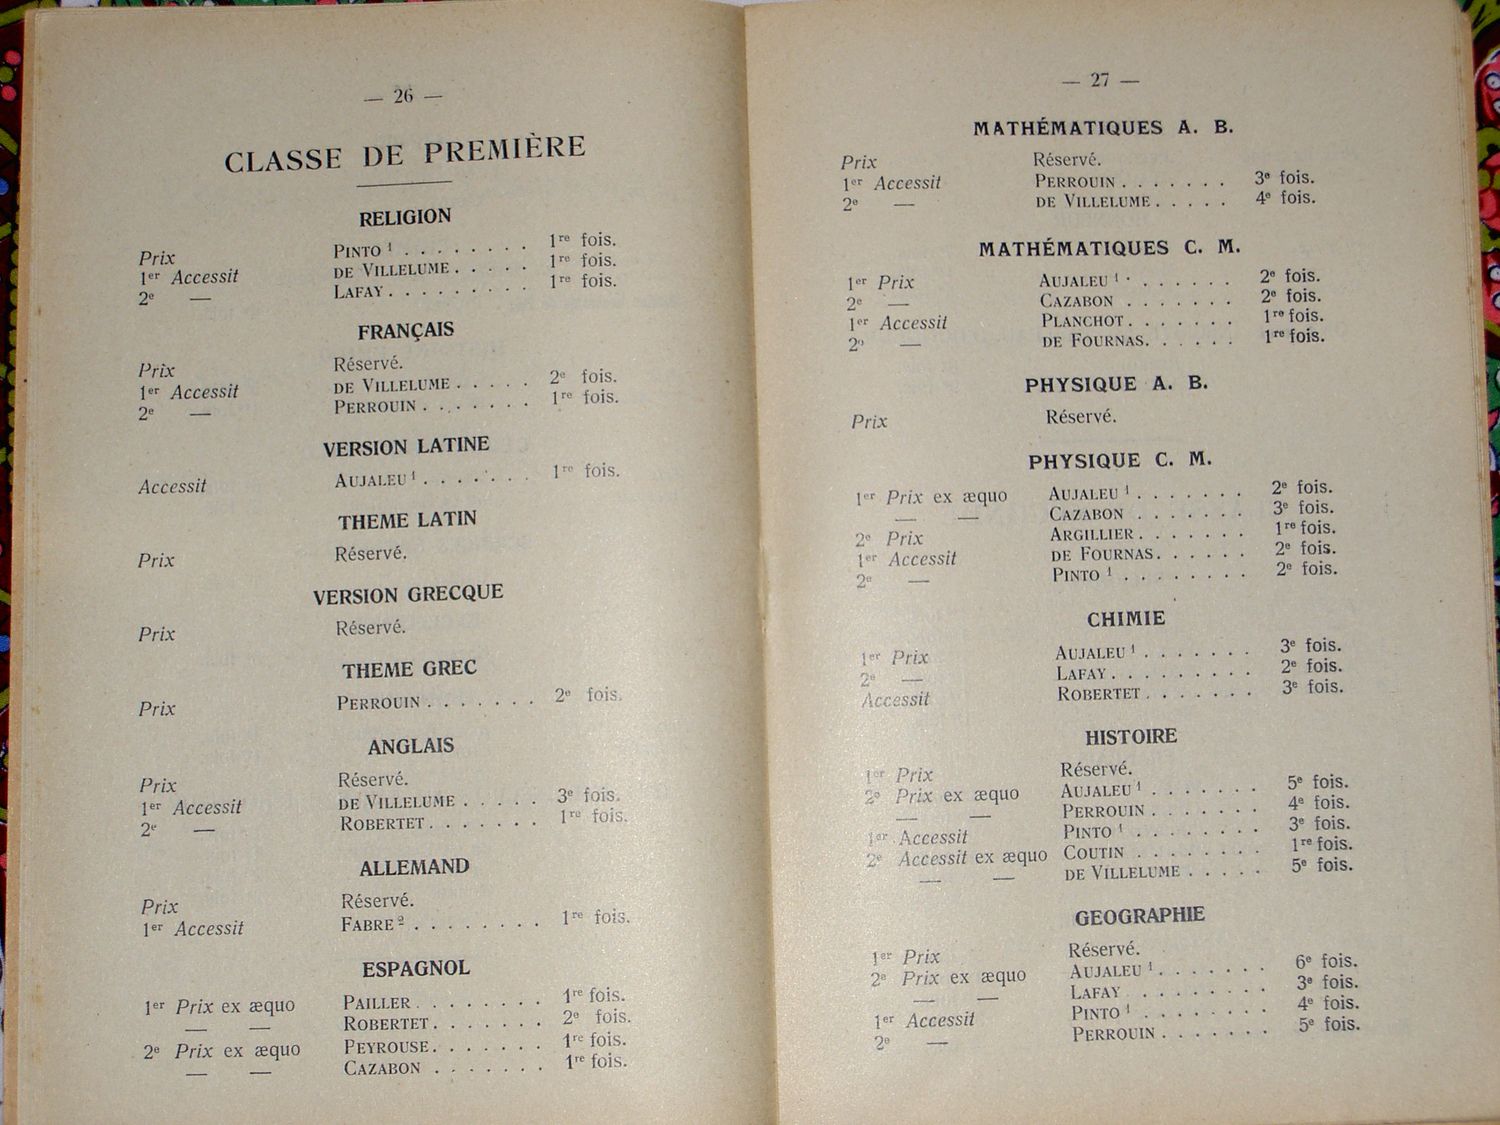 — 26 —
CLASSE DE PREMIÈRE
RELIGION
Prix PINTO 1 . . . . . . . . 1re fois.
1er Accessit DE VILLELUME . . . . . 1re fois.
2e — LAFAY . . . . . . . . . 1re fois.
FRANÇAIS
Prix Réservé.
1er Accessit DE VILLELUME . . . . . 2e fois.
2e — PERROUIN . . . . . . . 1re fois.
VERSION LATINE
Accessit AUJALEU 1 . . . . . . . 1re fois.
THEME LATIN
Prix Réservé.
VERSION GRECQUE
Prix Réservé.
THEME GREC
Prix PERROUIN . . . . . . . 2e fois.
ANGLAIS
Prix Réservé.
1er Accessit DE VILLELUME . . . . . 3e fois.
2e — ROBERTET . . . . . . . 1re fois.
ALLEMAND
Prix Réservé.
1er Accessit FABRE 2 . . . . . . . . 1re fois.
ESPAGNOL
1er Prix ex æquo PAILLER . . . . . . . . 1re fois.
— — ROBERTET . . . . . . . 2e fois.
2e Prix ex æquo PEYROUSE . . . . . . . 1re fois.
— — CAZABON . . . . . . . 1re fois.
— 27 —
MATHÉMATIQUES A. B.
Prix Réservé.
1er Accessit PERROUIN . . . . . . . 3e fois.
2e — DE VILLELUME . . . . . 4e fois.
MATHÉMATIQUES C. M.
1er Prix AUJALEU 1 . . . . . . . 2e fois.
2e — CAZABON . . . . . . . 2e fois.
1er Accessit PLANCHOT . . . . . . . 1re fois.
2e — DE FOURNAS . . . . . . 1re fois.
PHYSIQUE A. B.
Prix Réservé.
PHYSIQUE C. M.
1er Prix ex æquo AUJALEU 1 . . . . . . . 2e fois.
— — CAZABON . . . . . . . 3e fois.
2e Prix ARGILLIER . . . . . . . 1re fois.
1er Accessit DE FOURNAS . . . . . . 2e fois.
2e — PINTO 1 . . . . . . . . 2e fois.
CHIMIE
1er Prix AUJALEU 1 . . . . . . . 3e fois.
2e — LAFAY . . . . . . . . . 2e fois.
Accessit ROBERTET . . . . . . . 3e fois.
HISTOIRE
1er Prix Réservé.
2e Prix ex æquo AUJALEU 1 . . . . . . . 5e fois.
— — PERROUIN . . . . . . . 4e fois.
1er Accessit PINTO 1 . . . . . . . . 3e fois.
2e Accessit ex æquo COUTIN . . . . . . . . 1re fois.
— — DE VILLELUME . . . . . 5e fois.
GEOGRAPHIE
1er Prix Réservé.
2e Prix ex æquo AUJALEU 1 . . . . . . . 6e fois.
— — LAFAY . . . . . . . . . 3e fois.
1er Accessit PINTO 1 . . . . . . . . 4e fois.
2e — PERROUIN . . . . . . . 5e fois.